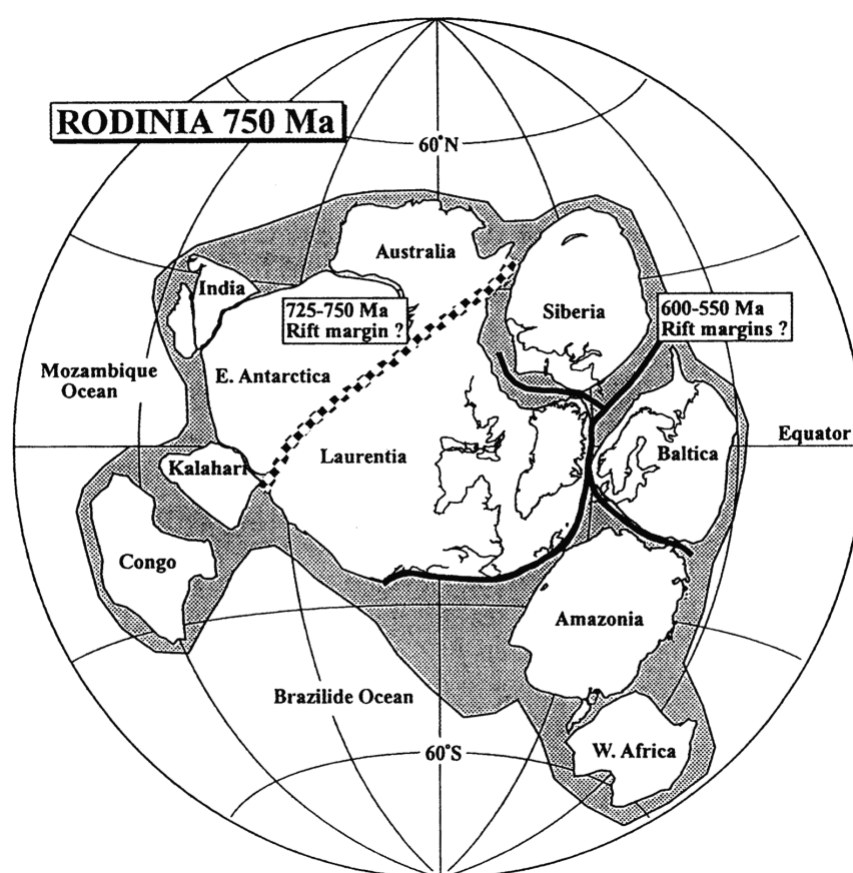 RODINIA 750 Ma
60°N
Australia
India
725-750 Ma
Rift margin ?
Siberia
600-550 Ma
Rift margins ?
Mozambique
Ocean
E. Antarctica
Equator
Laurentia
Baltica
Kalahari
Congo
Amazonia
Brazilide Ocean
60°S
W. Africa